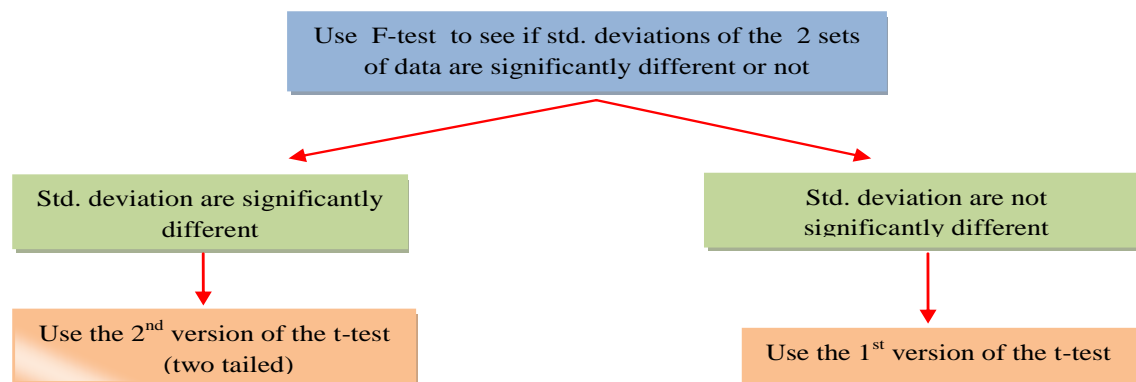 Use F-test to see if std. deviations of the 2 sets
of data are significantly different or not
Std. deviation are significantly
different
Std. deviation are not
significantly different
Use the 2nd version of the t-test
(two tailed)
Use the 1st version of the t-test